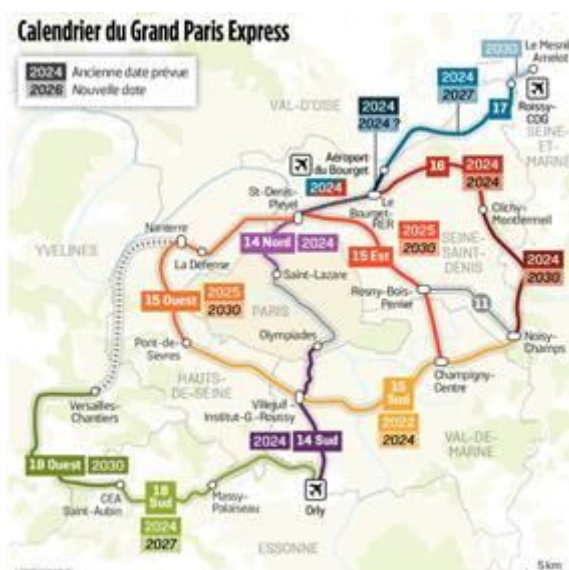 Calendrier du Grand Paris Express
2024 Ancienne date prévue
2026 Nouvelle date
2030
Le Mesnil
Amelot
2024
2027
17
Roissy-
CDG
VAL-D'OISE
2024
2024 ?
SEINE-
ET-
MARNE
Aéroport
du Bourget
16
2024
2024
St-Denis-
Pleyel
2024
Le
Bourget-
RER
Clichy-
Montfermeil
Nanterre
14 Nord 2024
2025
2030
SEINE-
SAINT-
DENIS
YVELINES
La Défense
15 Est
2024
2030
Saint-Lazare
15 Ouest
2025
2030
PARIS
Rosny-Bois-
Perrier
11
Olympiades
Noisy-
Champs
Pont-de-
Sèvres
Champigny-
Centre
HAUTS-
DE-SEINE
15
Sud
Versailles-
Chantiers
Villejuif -
Institut-G.-Roussy
2022
2024
2024 14 Sud
VAL-DE-
MARNE
18 Ouest 2030
18
Sud
CEA
Saint-Aubin
Massy-
Palaiseau
Orly
2024
2027
ESSONNE
5 km